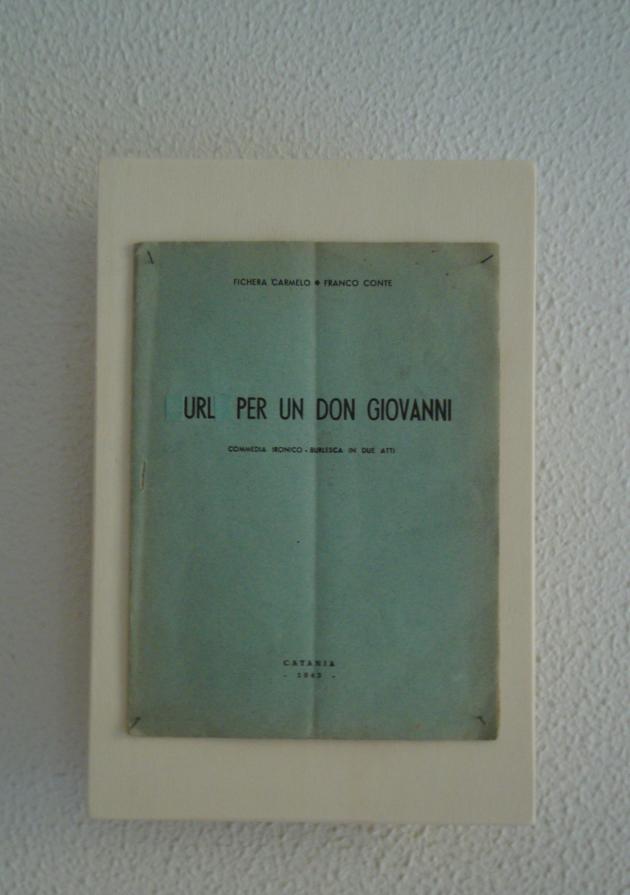 FICHERA CARMELO • FRANCO CONTE
URL PER UN DON GIOVANNI
COMMEDIA IRONICO - BURLESCA IN DUE ATTI
CATANIA